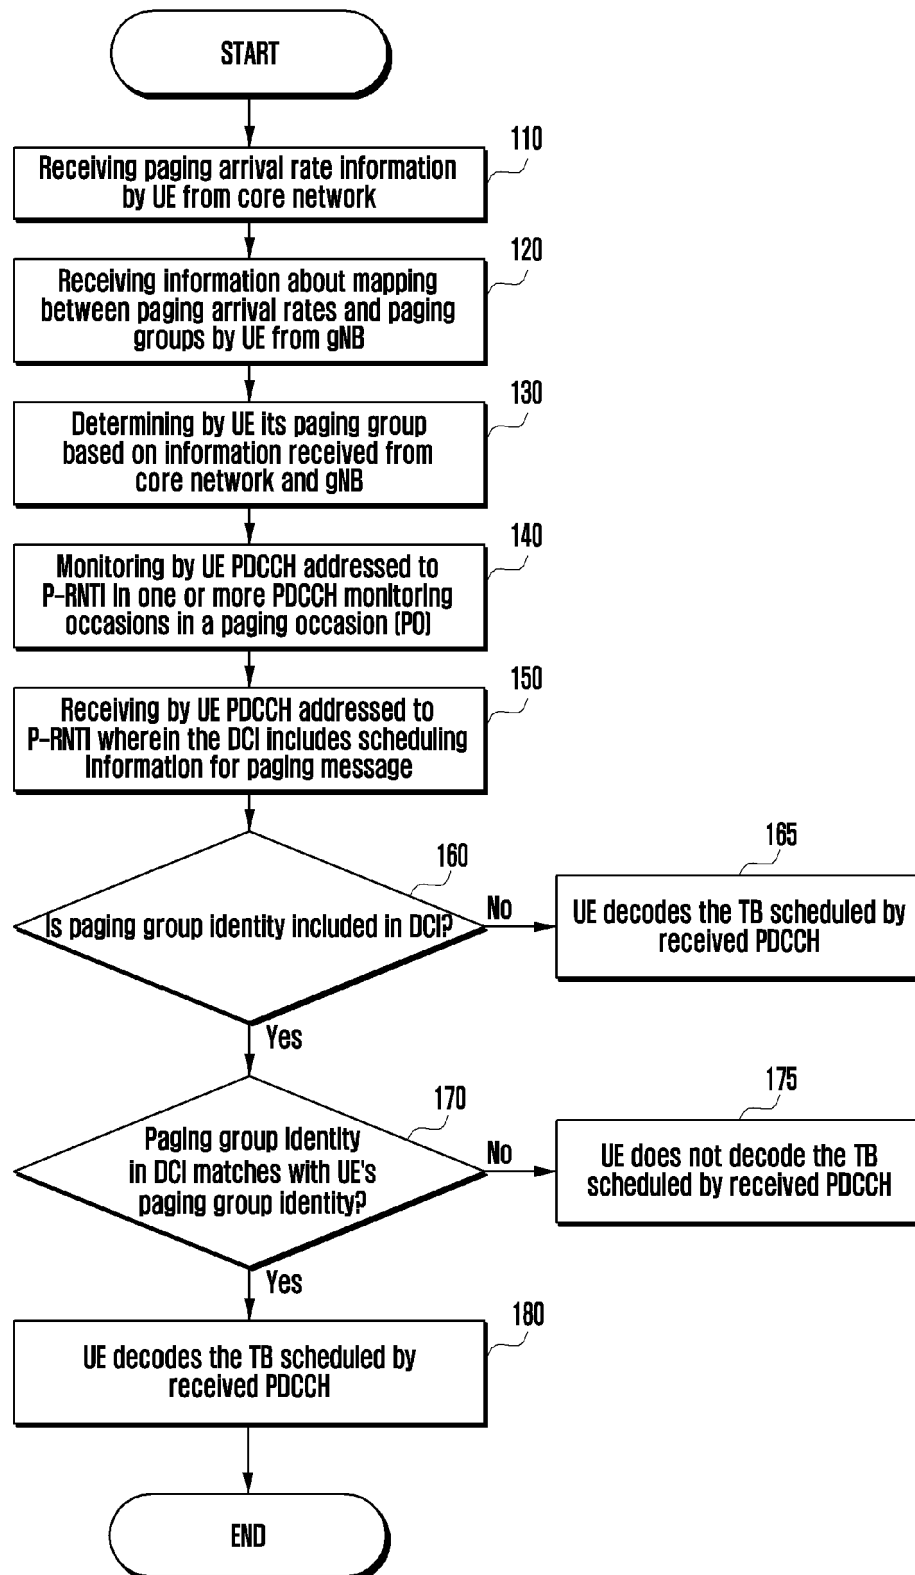 START
110
Receiving paging arrival rate information
by UE from core network
120
Receiving information about mapping
between paging arrival rates and paging
groups by UE from gNB
130
Determining by UE its paging group
based on information received from
core network and gNB
140
Monitoring by UE PDCCH addressed to
P-RNTI in one or more PDCCH monitoring
occasions in a paging occasion (PO)
150
Receiving by UE PDCCH addressed to
P-RNTI wherein the DCI includes scheduling
information for paging message
160
Is paging group identity included in DCI?
No
165
UE decodes the TB scheduled by
received PDCCH
Yes
170
Paging group identity
in DCI matches with UE's
paging group identity?
No
175
UE does not decode the TB
scheduled by received PDCCH
Yes
180
UE decodes the TB scheduled by
received PDCCH
END